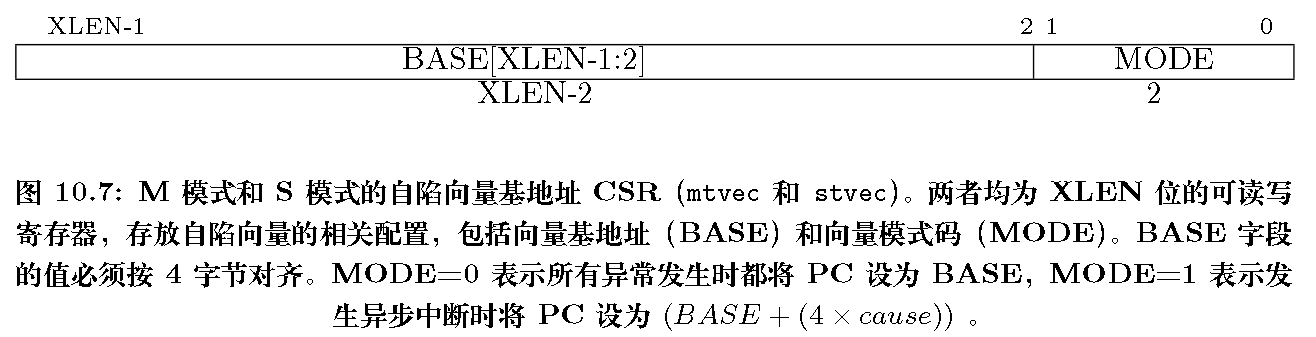 XLEN-1 2 1 0
BASE[XLEN-1:2] MODE
XLEN-2 2
图 10.7: M 模式和 S 模式的自陷向量基地址 CSR (mtvec 和 stvec)。两者均为 XLEN 位的可读写
寄存器，存放自陷向量的相关配置，包括向量基地址 (BASE) 和向量模式码 (MODE)。BASE 字段
的值必须按 4 字节对齐。MODE=0 表示所有异常发生时都将 PC 设为 BASE，MODE=1 表示发
生异步中断时将 PC 设为 (BASE + (4 × cause)) 。